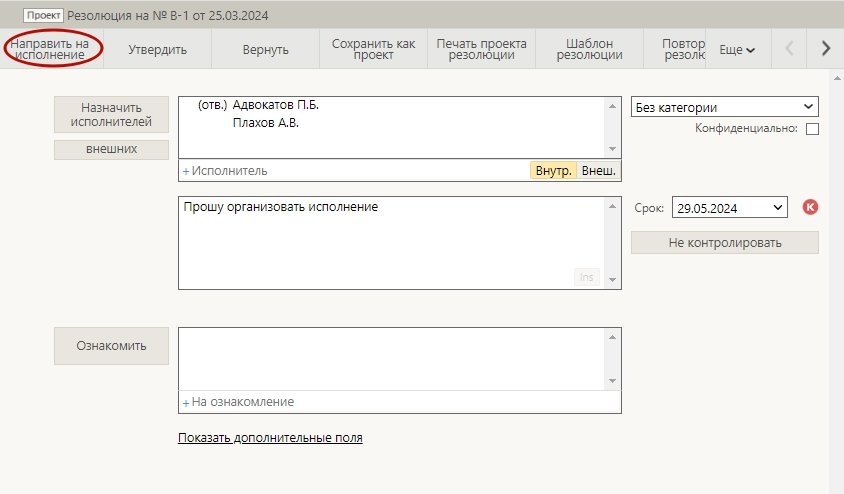 Проект Резолюция на № В-1 от 25.03.2024
Направить на исполнение
Утвердить
Вернуть
Сохранить как проект
Печать проекта резолюции
Шаблон резолюции
Еще
Назначить исполнителей
внешних
(отв.) Адвокатов П.Б.
Плахов А.В.
+ Исполнитель
Внутр. Внеш.
Без категории
Конфиденциально:
Прошу организовать исполнение
Ins
Срок: 29.05.2024 К
Не контролировать
Ознакомить
+ На ознакомление
Показать дополнительные поля